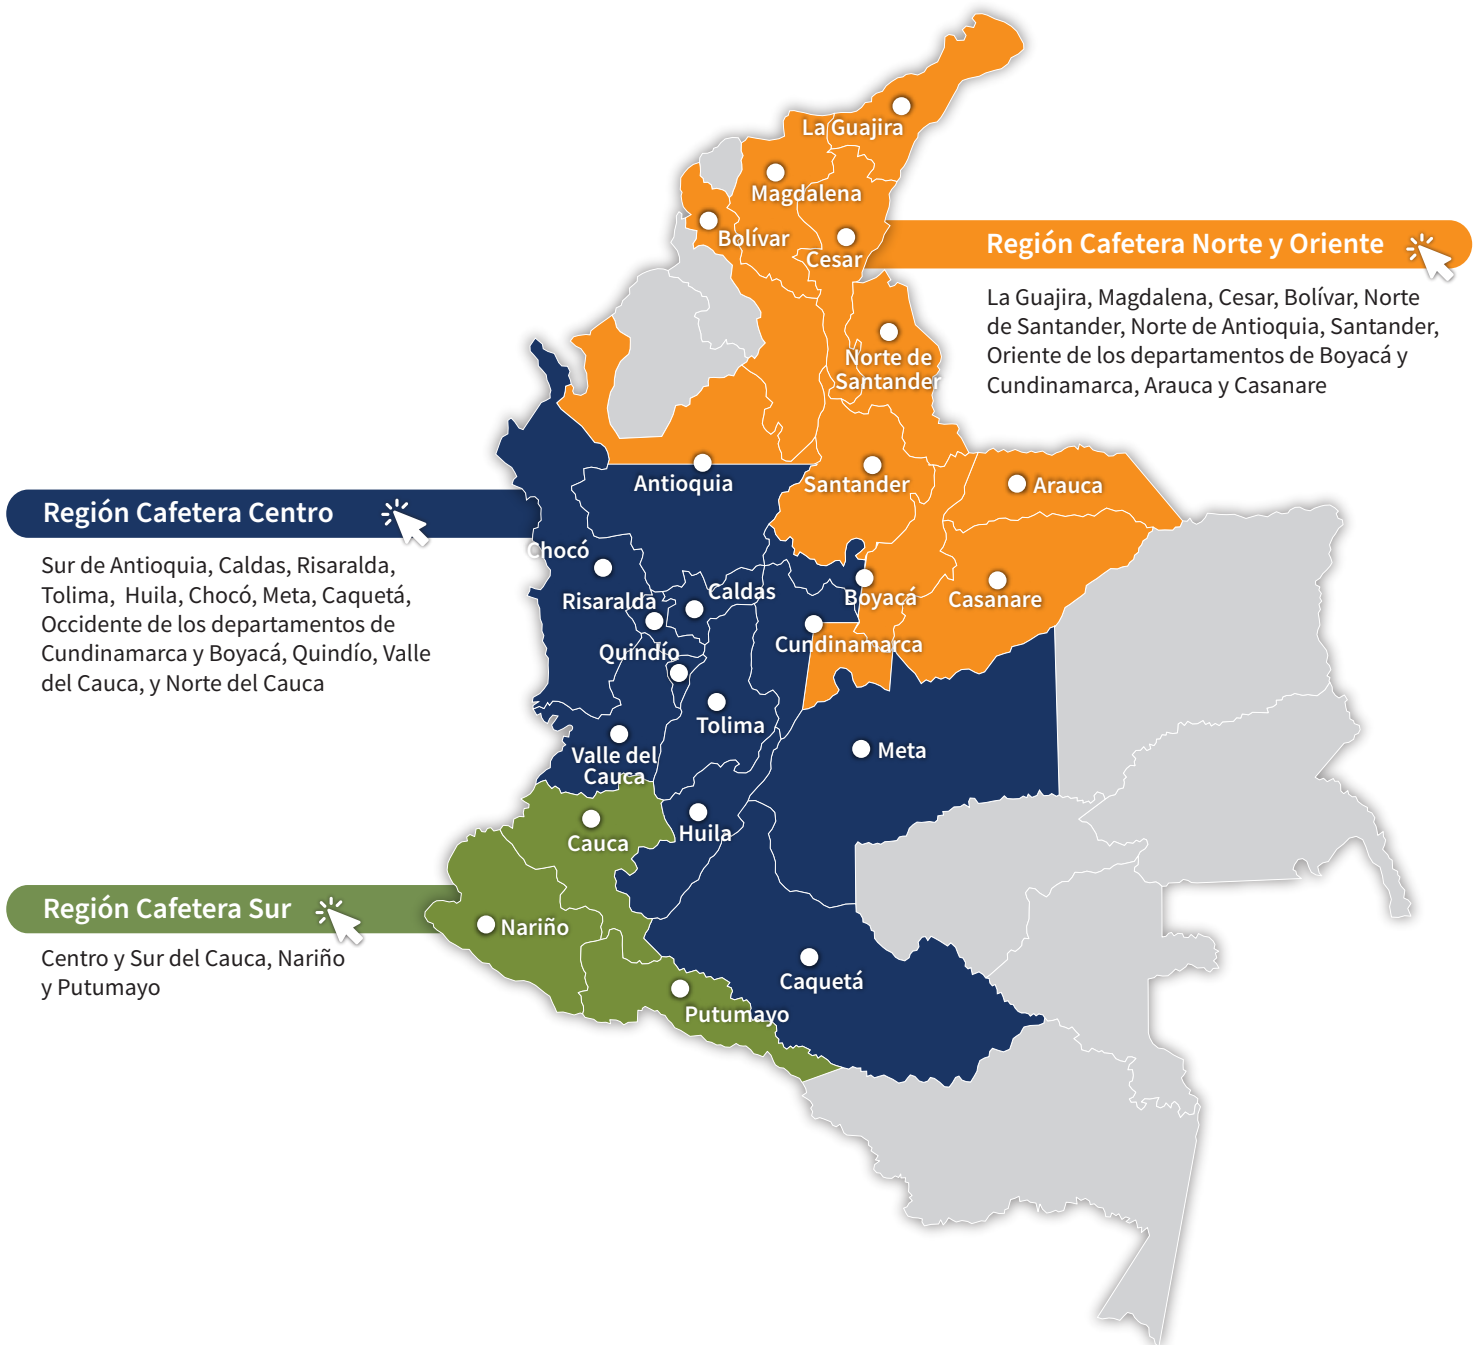 La Guajira
Magdalena
Bolívar
Cesar
Región Cafetera Norte y Oriente
La Guajira, Magdalena, Cesar, Bolívar, Norte
de Santander, Norte de Antioquia, Santander,
Oriente de los departamentos de Boyacá y
Cundinamarca, Arauca y Casanare
Norte de
Santander
Antioquia
Santander
Arauca
Región Cafetera Centro
Sur de Antioquia, Caldas, Risaralda,
Tolima, Huila, Chocó, Meta, Caquetá,
Occidente de los departamentos de
Cundinamarca y Boyacá, Quindío, Valle
del Cauca, y Norte del Cauca
Chocó
Caldas
Risaralda
Boyacá
Casanare
Quindío
Cundinamarca
Tolima
Meta
Valle del
Cauca
Cauca
Huila
Región Cafetera Sur
Centro y Sur del Cauca, Nariño
y Putumayo
Nariño
Caquetá
Putumayo